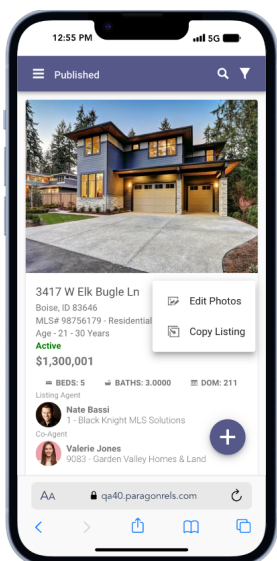 12:55 PM
5G
Published
3417 W Elk Bugle Ln
Boise, ID 83646
MLS# 98756179 - Residential
Age - 21 - 30 Years
Active
$1,300,001
Edit Photos
Copy Listing
BEDS: 5 BATHS: 3.0000 DOM: 211
Listing Agent
Nate Bassi
1 - Black Knight MLS Solutions
Co-Agent
Valerie Jones
9083 - Garden Valley Homes & Land
AA qa40.paragonrels.com